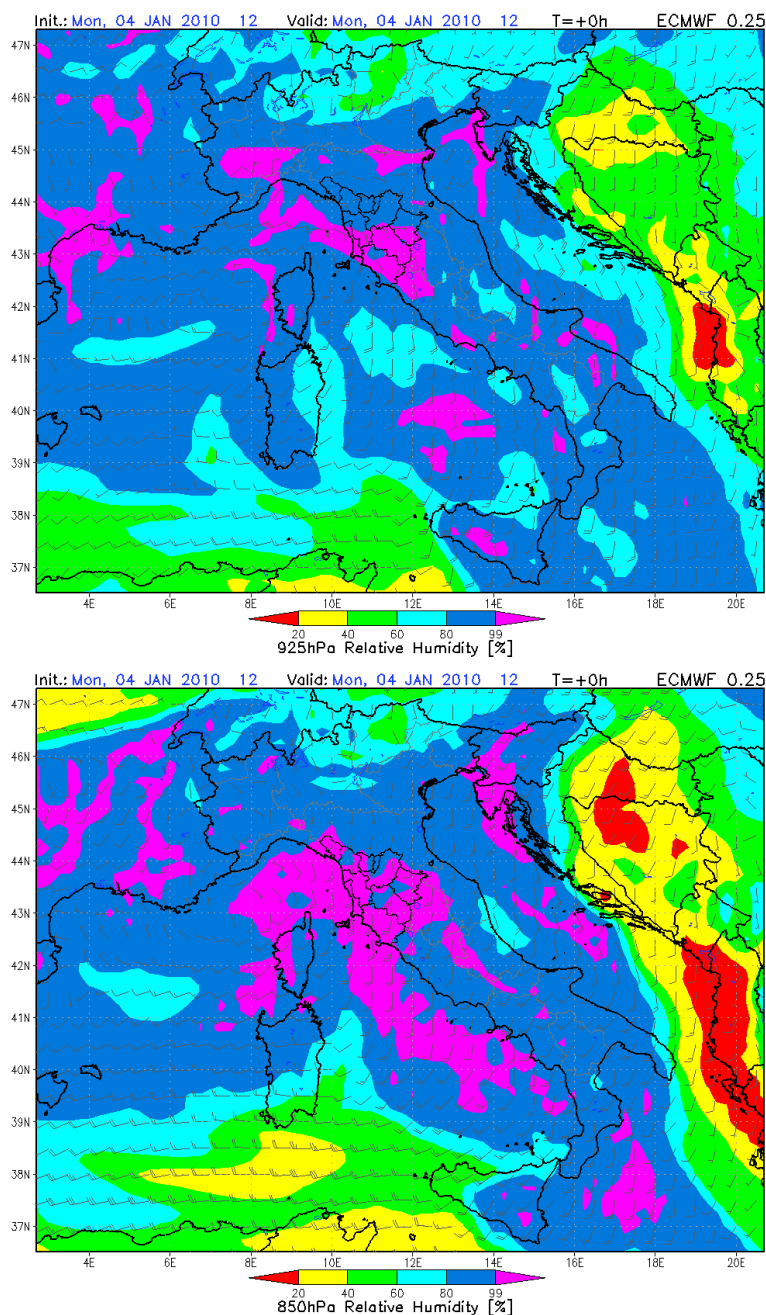 Init.: Mon, 04 JAN 2010 12 Valid: Mon, 04 JAN 2010 12 T=+0h ECMWF 0.25
47N
46N
45N
44N
43N
42N
41N
40N
39N
38N
37N
4E 6E 8E 10E 12E 14E 16E 18E 20E
20 40 60 80 99
925hPa Relative Humidity [%]
Init.: Mon, 04 JAN 2010 12 Valid: Mon, 04 JAN 2010 12 T=+0h ECMWF 0.25
47N
46N
45N
44N
43N
42N
41N
40N
39N
38N
37N
4E 6E 8E 10E 12E 14E 16E 18E 20E
20 40 60 80 99
850hPa Relative Humidity [%]